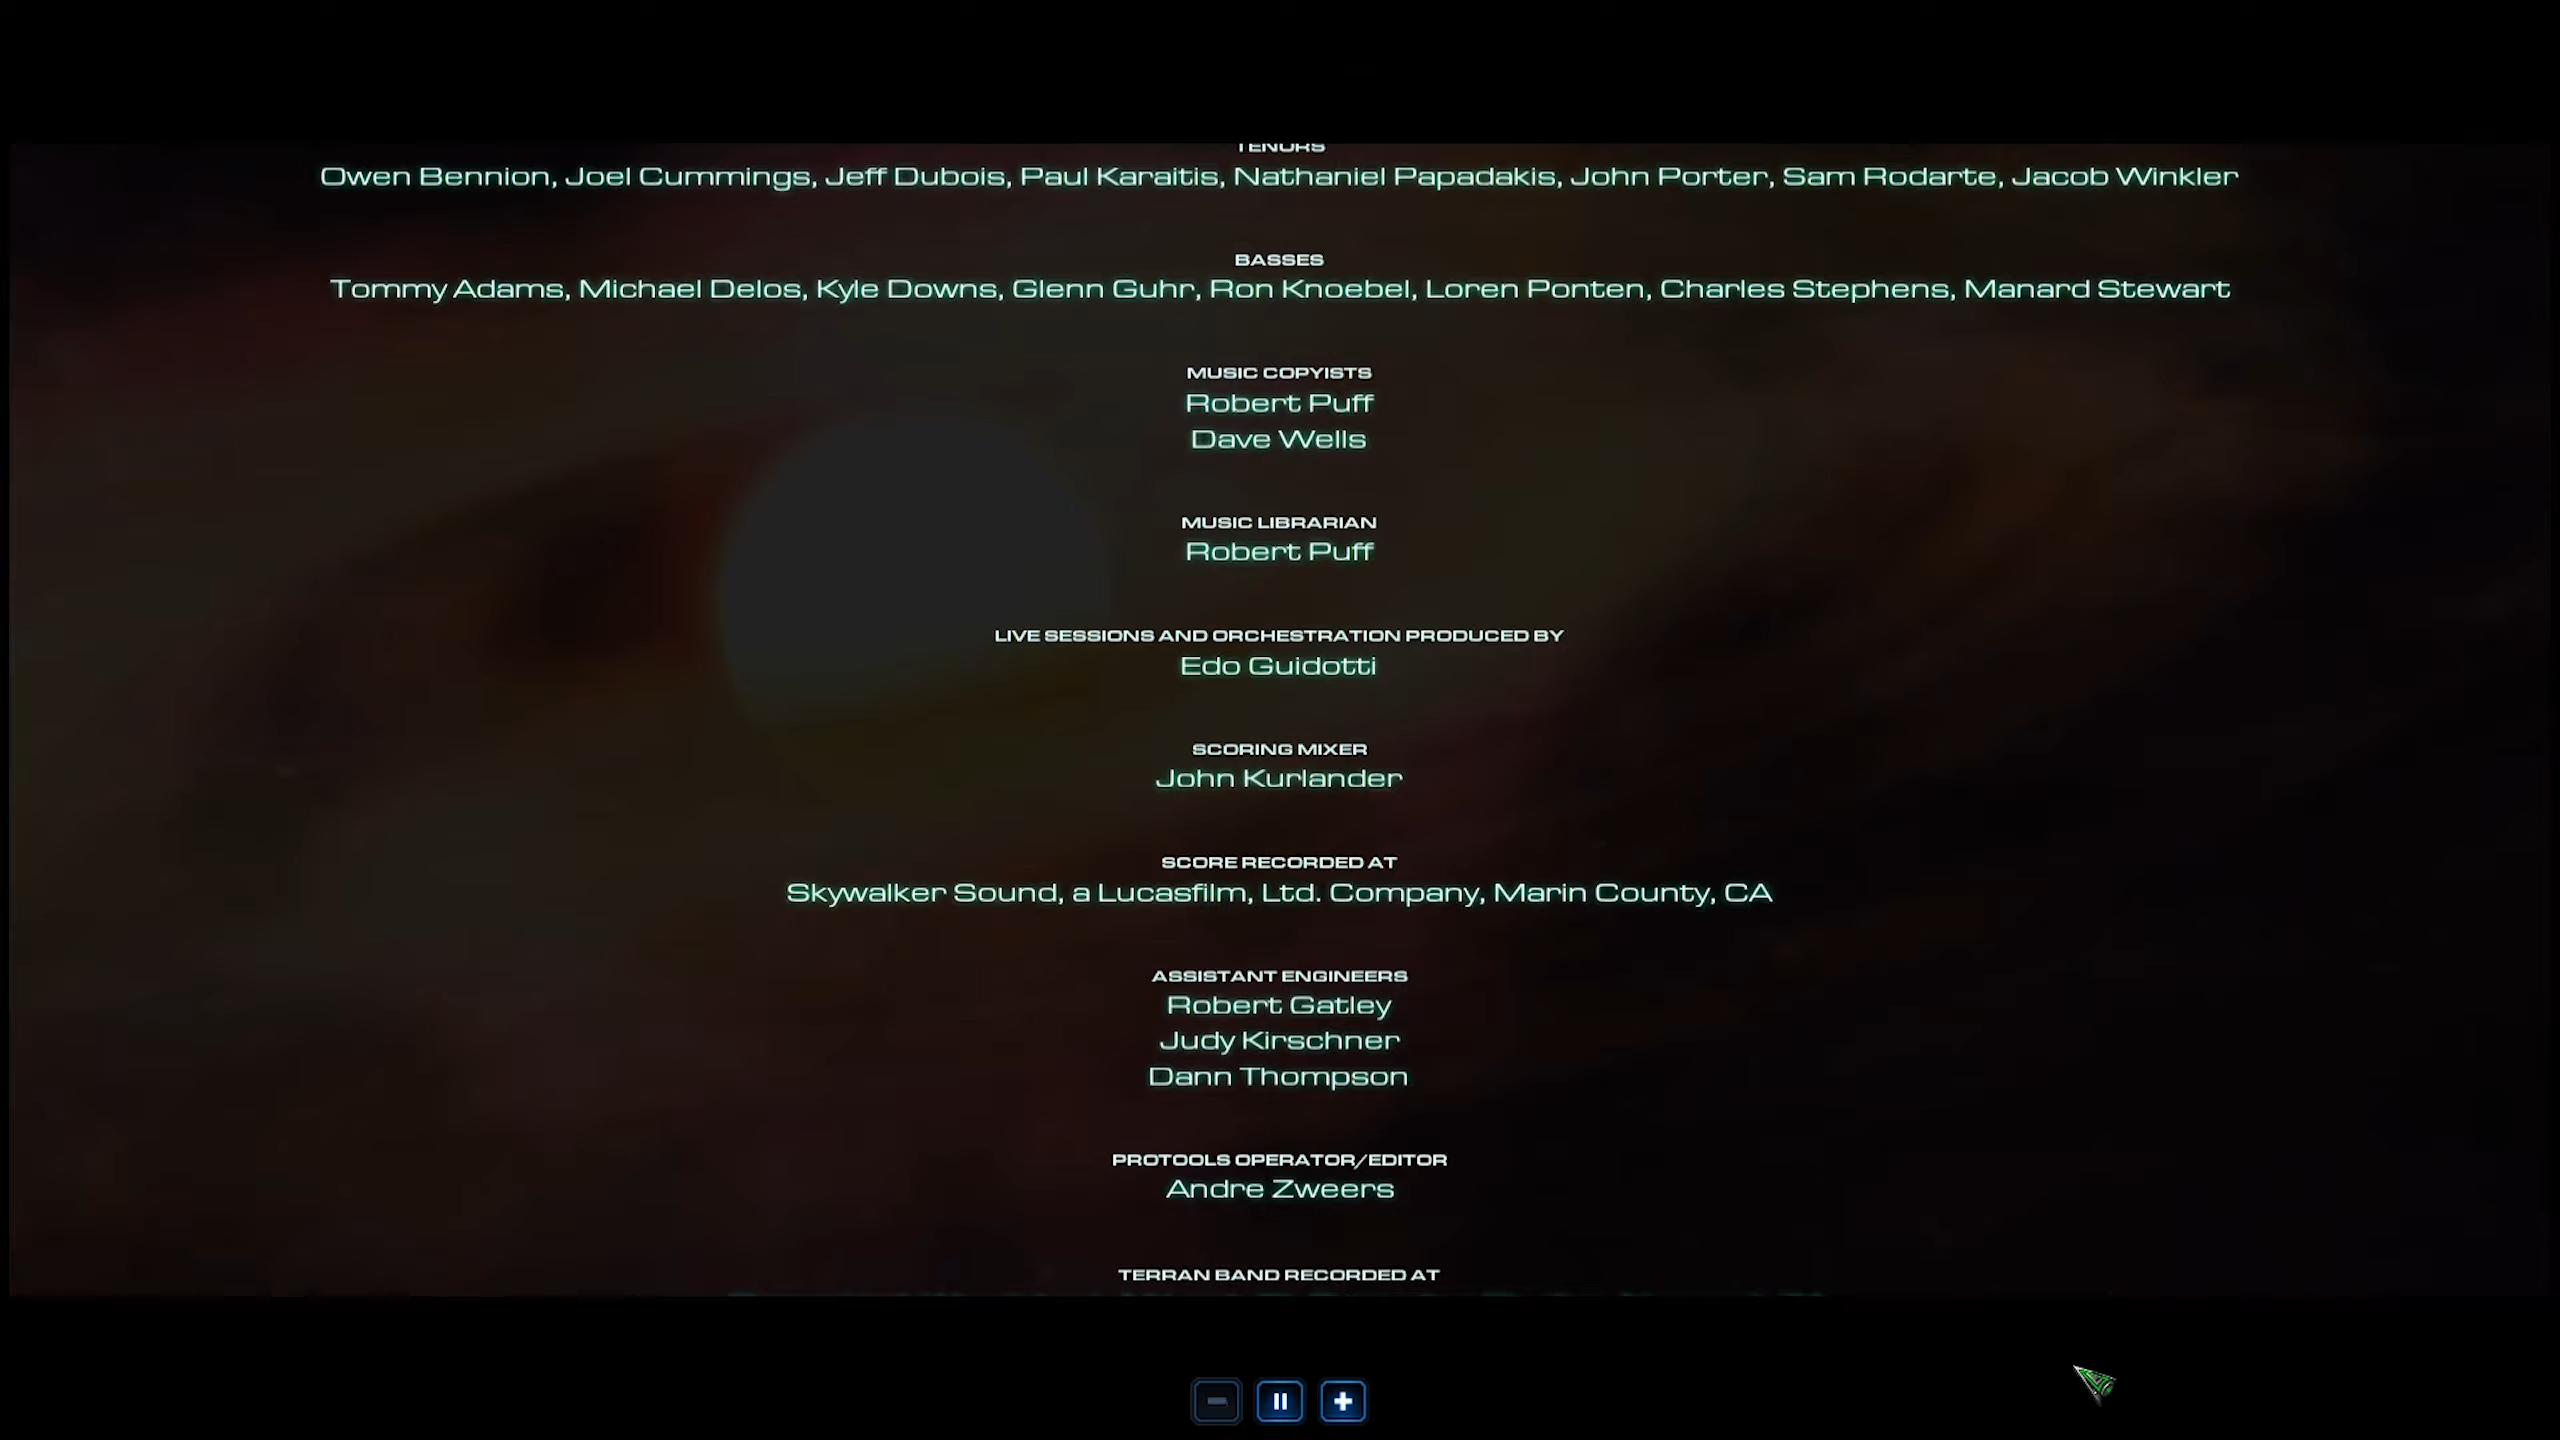 TENORS
Owen Bennion, Joel Cummings, Jeff Dubois, Paul Karaitis, Nathaniel Papadakis, John Porter, Sam Rodarte, Jacob Winkler
BASSES
Tommy Adams, Michael Delos, Kyle Downs, Glenn Guhr, Ron Knoebel, Loren Ponten, Charles Stephens, Manard Stewart
MUSIC COPYISTS
Robert Puff
Dave Wells
MUSIC LIBRARIAN
Robert Puff
LIVE SESSIONS AND ORCHESTRATION PRODUCED BY
Edo Guidotti
SCORING MIXER
John Kurlander
SCORE RECORDED AT
Skywalker Sound, a Lucasfilm, Ltd. Company, Marin County, CA
ASSISTANT ENGINEERS
Robert Gatley
Judy Kirschner
Dann Thompson
PROTOOLS OPERATOR/EDITOR
Andre Zweers
TERRAN BAND RECORDED AT